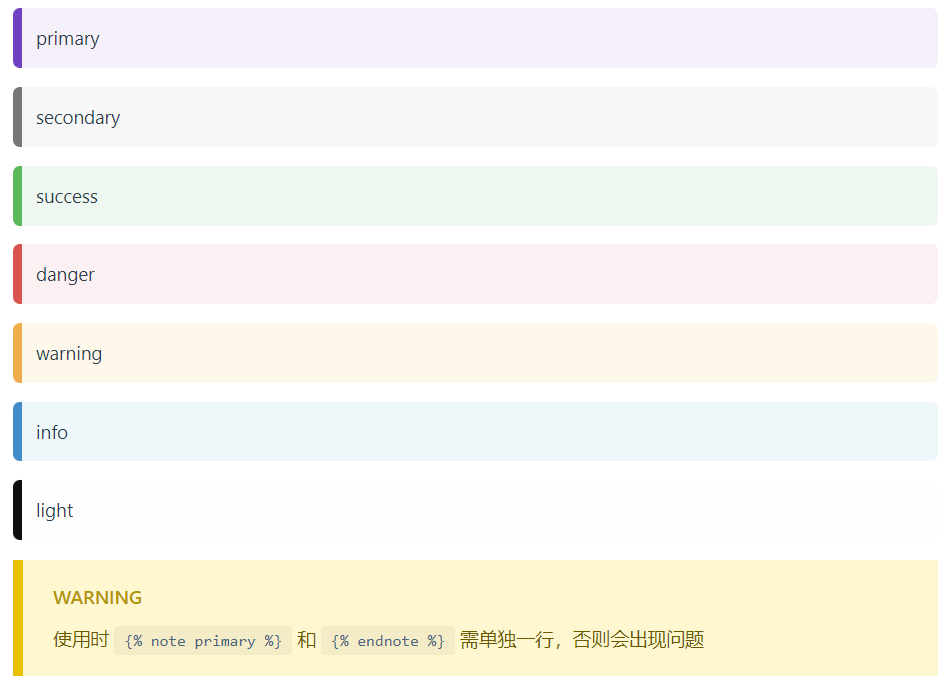 primary
secondary
success
danger
warning
info
light
WARNING
使用时 {% note primary %} 和 {% endnote %} 需单独一行，否则会出现问题